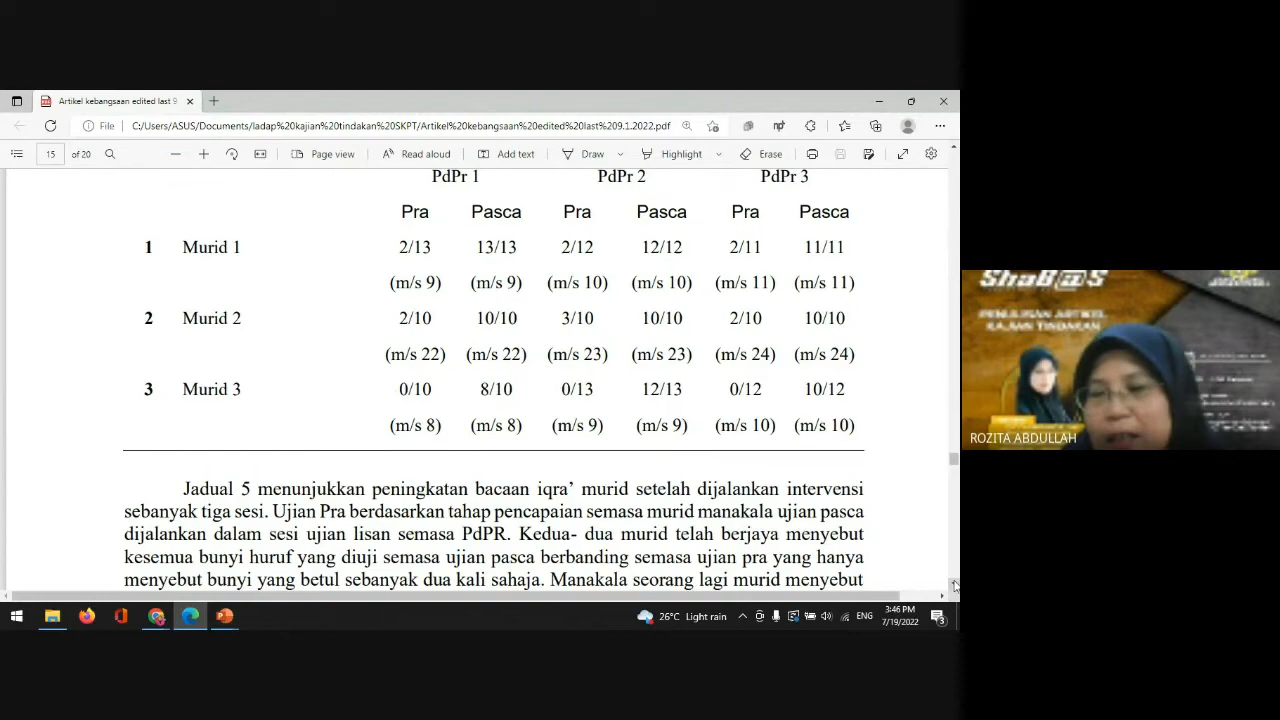 Artikel kebangsaan edited last 9
File C:/Users/ASUS/Documents/ladap%20kajian%20tindakan%20SKPT/Artikel%20kebangsaan%20edited%20last%209.1.2022.pdf
15 of 20 Page view Read aloud Add text Draw Highlight Erase
PdPr 1 PdPr 2 PdPr 3
Pra Pasca Pra Pasca Pra Pasca
1 Murid 1 2/13 13/13 2/12 12/12 2/11 11/11
(m/s 9) (m/s 9) (m/s 10) (m/s 10) (m/s 11) (m/s 11)
2 Murid 2 2/10 10/10 3/10 10/10 2/10 10/10
(m/s 22) (m/s 22) (m/s 23) (m/s 23) (m/s 24) (m/s 24)
3 Murid 3 0/10 8/10 0/13 12/13 0/12 10/12
(m/s 8) (m/s 8) (m/s 9) (m/s 9) (m/s 10) (m/s 10)
Jadual 5 menunjukkan peningkatan bacaan iqra’ murid setelah dijalankan intervensi
sebanyak tiga sesi. Ujian Pra berdasarkan tahap pencapaian semasa murid manakala ujian pasca
dijalankan dalam sesi ujian lisan semasa PdPR. Kedua- dua murid telah berjaya menyebut
kesemua bunyi huruf yang diuji semasa ujian pasca berbanding semasa ujian pra yang hanya
menyebut bunyi yang betul sebanyak dua kali sahaja. Manakala seorang lagi murid menyebut
26°C Light rain ENG 3:46 PM
7/19/2022
3
Shab@S
PENULISAN ARTIKEL
KAJIAN TINDAKAN
ROZITA ABDULLAH